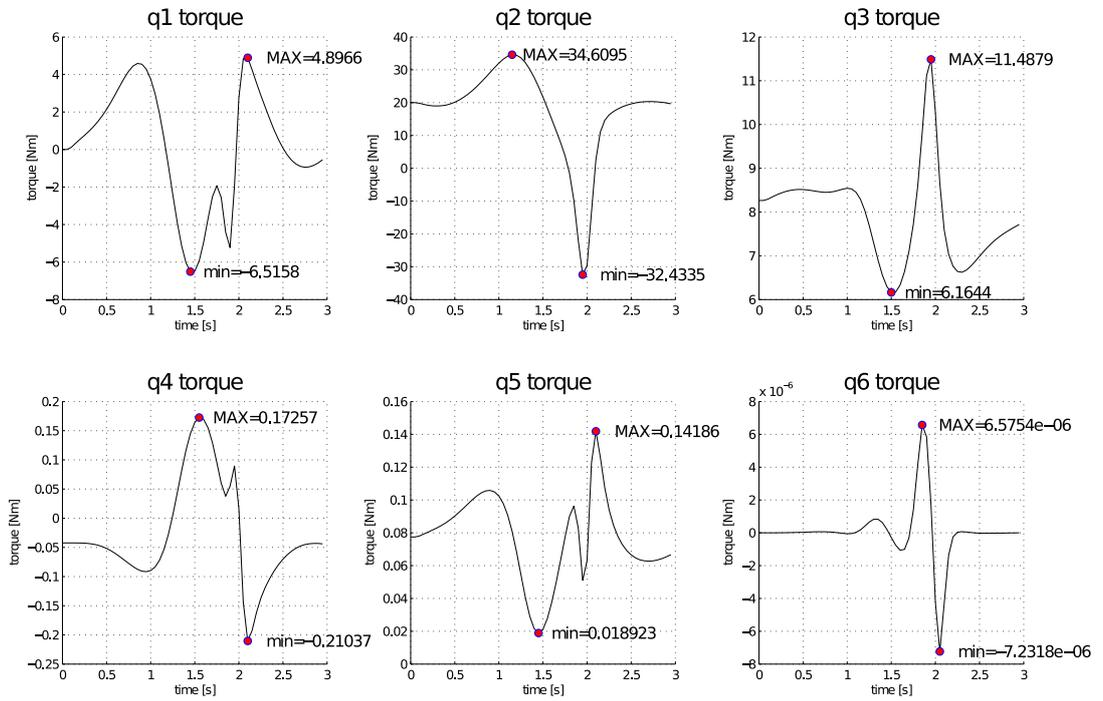 q1 torque
6
4
2
0
−2
−4
−6
−8
torque [Nm]
MAX=4.8966
min=−6.5158
0 0.5 1 1.5 2 2.5 3
time [s]
q2 torque
40
30
20
10
0
−10
−20
−30
−40
torque [Nm]
MAX=34.6095
min=−32.4335
0 0.5 1 1.5 2 2.5 3
time [s]
q3 torque
12
11
10
9
8
7
6
torque [Nm]
MAX=11.4879
min=6.1644
0 0.5 1 1.5 2 2.5 3
time [s]
q4 torque
0.2
0.15
0.1
0.05
0
−0.05
−0.1
−0.15
−0.2
−0.25
torque [Nm]
MAX=0.17257
min=−0.21037
0 0.5 1 1.5 2 2.5 3
time [s]
q5 torque
0.16
0.14
0.12
0.1
0.08
0.06
0.04
0.02
0
torque [Nm]
MAX=0.14186
min=0.018923
0 0.5 1 1.5 2 2.5 3
time [s]
q6 torque
x 10⁻⁶
8
6
4
2
0
−2
−4
−6
−8
torque [Nm]
MAX=6.5754e−06
min=−7.2318e−06
0 0.5 1 1.5 2 2.5 3
time [s]